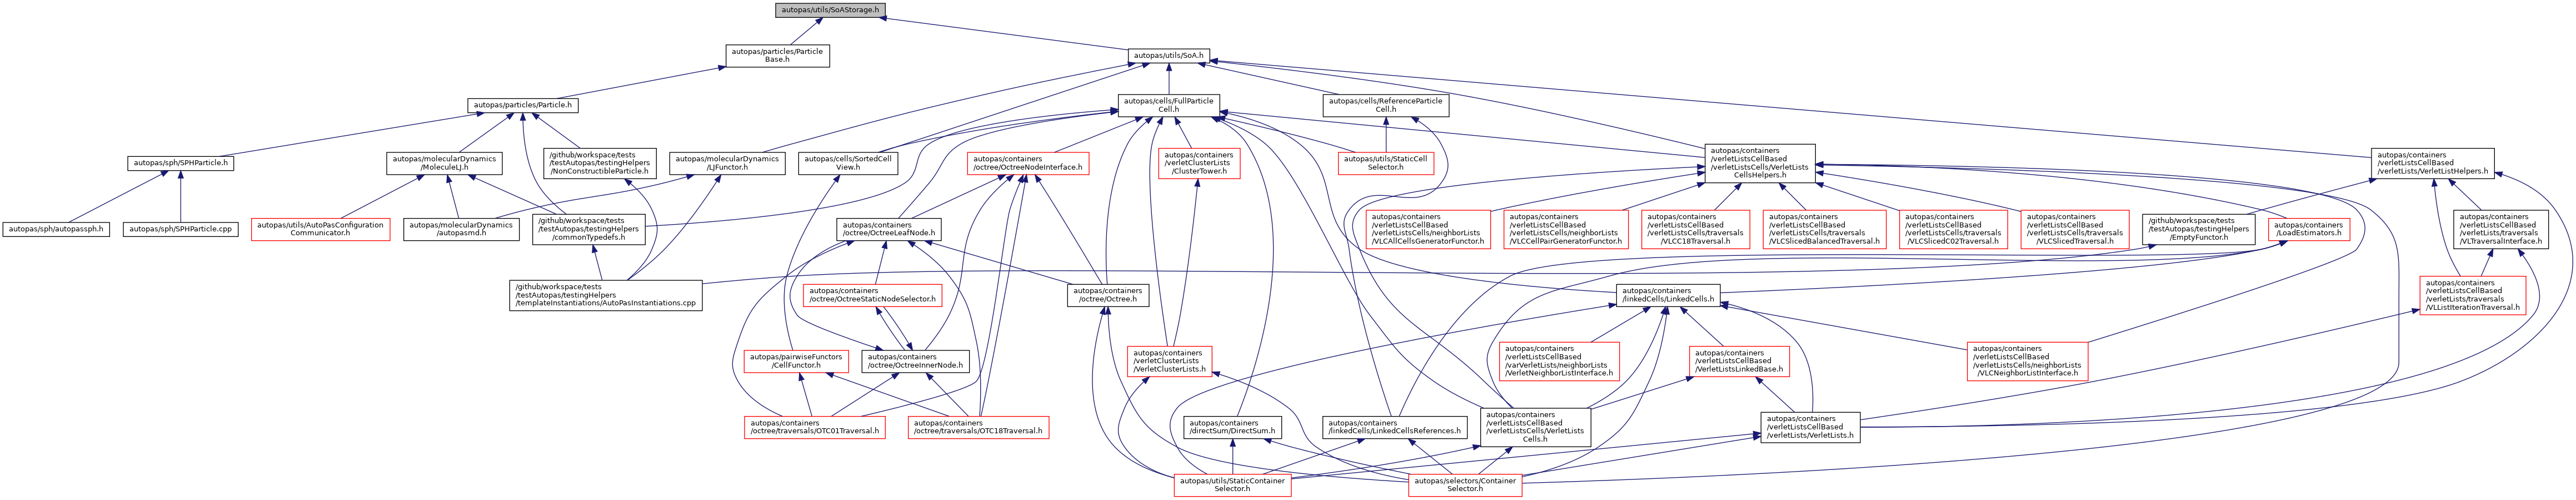 autopas/utils/SoAStorage.h
autopas/particles/Particle
Base.h
autopas/utils/SoA.h
autopas/particles/Particle.h
autopas/cells/FullParticle
Cell.h
autopas/cells/ReferenceParticle
Cell.h
autopas/sph/SPHParticle.h
autopas/molecularDynamics
/MoleculeLJ.h
/github/workspace/tests
/testAutopas/testingHelpers
/NonConstructibleParticle.h
autopas/molecularDynamics
/LJFunctor.h
autopas/cells/SortedCell
View.h
autopas/containers
/octree/OctreeNodeInterface.h
autopas/containers
/verletClusterLists
/ClusterTower.h
autopas/utils/StaticCell
Selector.h
autopas/containers
/verletListsCellBased
/verletListsCells/VerletLists
CellsHelpers.h
autopas/containers
/verletListsCellBased
/verletLists/VerletListHelpers.h
autopas/sph/autopassph.h
autopas/sph/SPHParticle.cpp
autopas/utils/AutoPasConfiguration
Communicator.h
autopas/molecularDynamics
/autopasmd.h
/github/workspace/tests
/testAutopas/testingHelpers
/commonTypedefs.h
autopas/containers
/octree/OctreeLeafNode.h
autopas/containers
/verletListsCellBased
/verletListsCells/neighborLists
/VLCAllCellsGeneratorFunctor.h
autopas/containers
/verletListsCellBased
/verletListsCells/neighborLists
/VLCCellPairGeneratorFunctor.h
autopas/containers
/verletListsCellBased
/verletListsCells/traversals
/VLCC18Traversal.h
autopas/containers
/verletListsCellBased
/verletListsCells/traversals
/VLCSlicedBalancedTraversal.h
autopas/containers
/verletListsCellBased
/verletListsCells/traversals
/VLCSlicedC02Traversal.h
autopas/containers
/verletListsCellBased
/verletListsCells/traversals
/VLCSlicedTraversal.h
/github/workspace/tests
/testAutopas/testingHelpers
/EmptyFunctor.h
autopas/containers
/LoadEstimators.h
autopas/containers
/verletListsCellBased
/verletLists/traversals
/VLTraversalInterface.h
/github/workspace/tests
/testAutopas/testingHelpers
/templateInstantiations/AutoPasInstantiations.cpp
autopas/containers
/octree/OctreeStaticNodeSelector.h
autopas/containers
/octree/Octree.h
autopas/containers
/linkedCells/LinkedCells.h
autopas/containers
/verletListsCellBased
/verletLists/traversals
/VLListIterationTraversal.h
autopas/pairwiseFunctors
/CellFunctor.h
autopas/containers
/octree/OctreeInnerNode.h
autopas/containers
/verletClusterLists
/VerletClusterLists.h
autopas/containers
/verletListsCellBased
/varVerletLists/neighborLists
/VerletNeighborListInterface.h
autopas/containers
/verletListsCellBased
/VerletListsLinkedBase.h
autopas/containers
/verletListsCellBased
/verletListsCells/neighborLists
/VLCNeighborListInterface.h
autopas/containers
/octree/traversals/OTC01Traversal.h
autopas/containers
/octree/traversals/OTC18Traversal.h
autopas/containers
/directSum/DirectSum.h
autopas/containers
/linkedCells/LinkedCellsReferences.h
autopas/containers
/verletListsCellBased
/verletListsCells/VerletLists
Cells.h
autopas/containers
/verletListsCellBased
/verletLists/VerletLists.h
autopas/utils/StaticContainer
Selector.h
autopas/selectors/Container
Selector.h